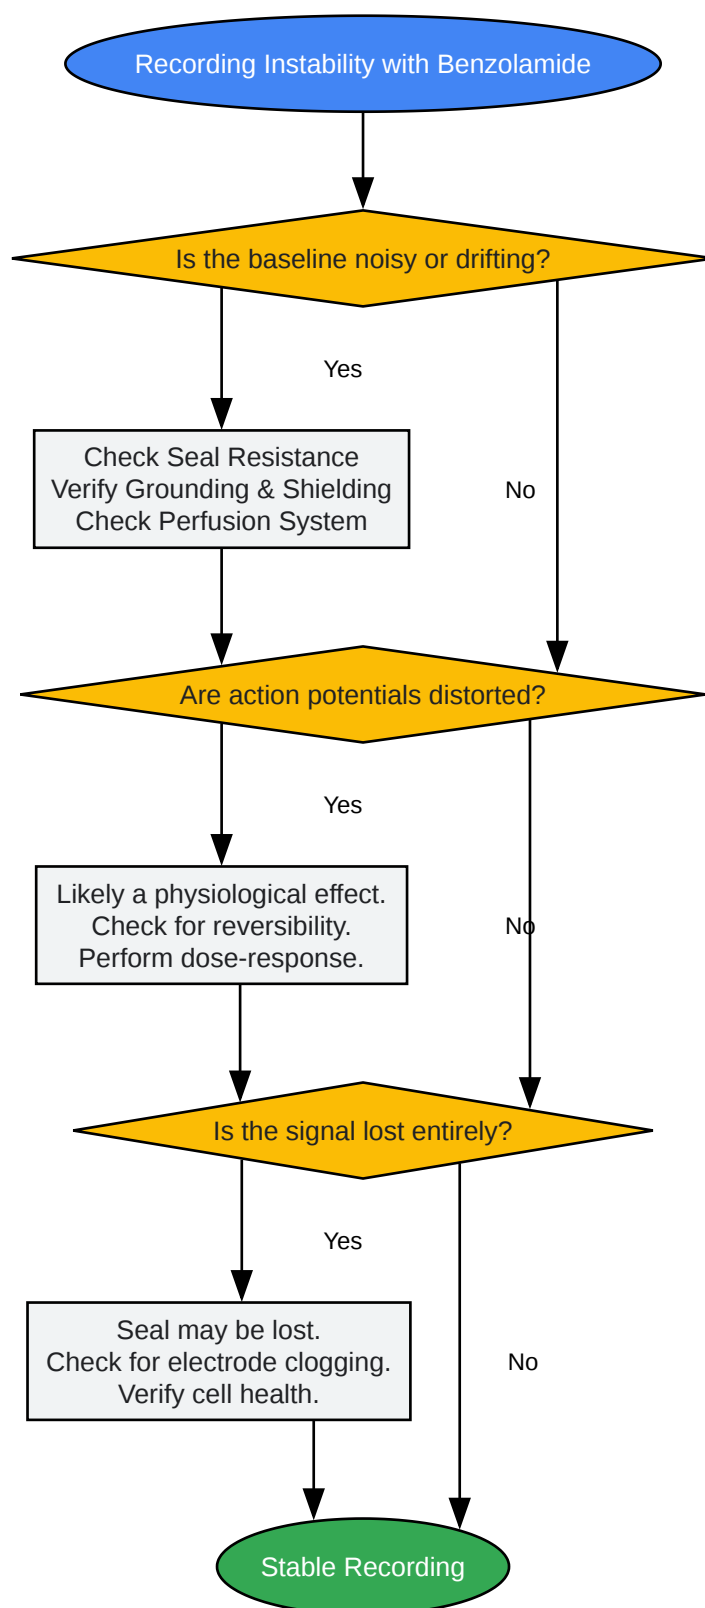 Recording Instability with Benzolamide
Is the baseline noisy or drifting?
Yes
Check Seal Resistance
Verify Grounding & Shielding
Check Perfusion System
No
Are action potentials distorted?
Yes
Likely a physiological effect.
Check for reversibility.
Perform dose-response.
No
Is the signal lost entirely?
Yes
Seal may be lost.
Check for electrode clogging.
Verify cell health.
No
Stable Recording